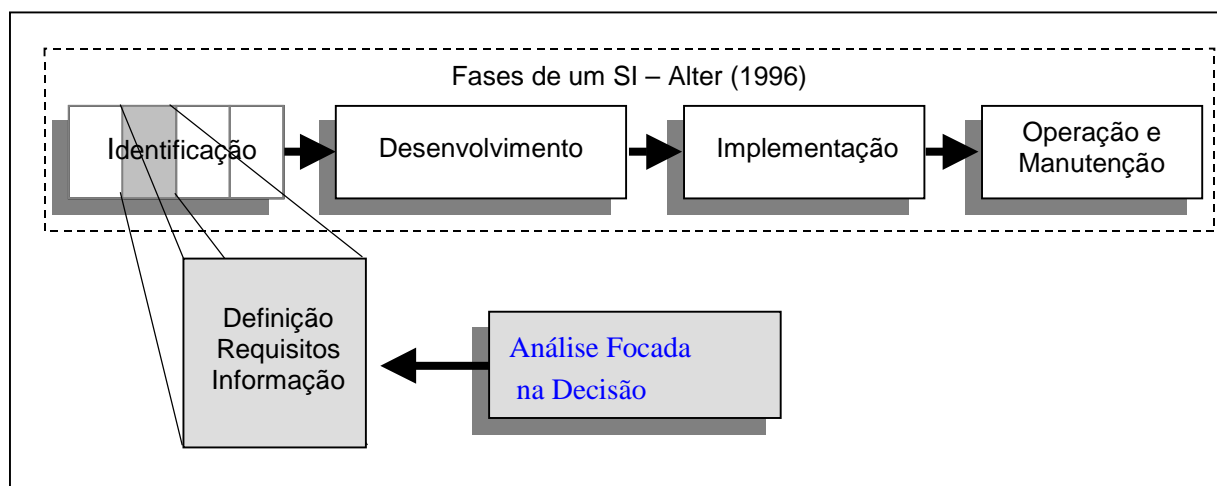 Fases de um SI – Alter (1996)
Identificação
Desenvolvimento
Implementação
Operação e
Manutenção
Definição
Requisitos
Informação
Análise Focada
na Decisão